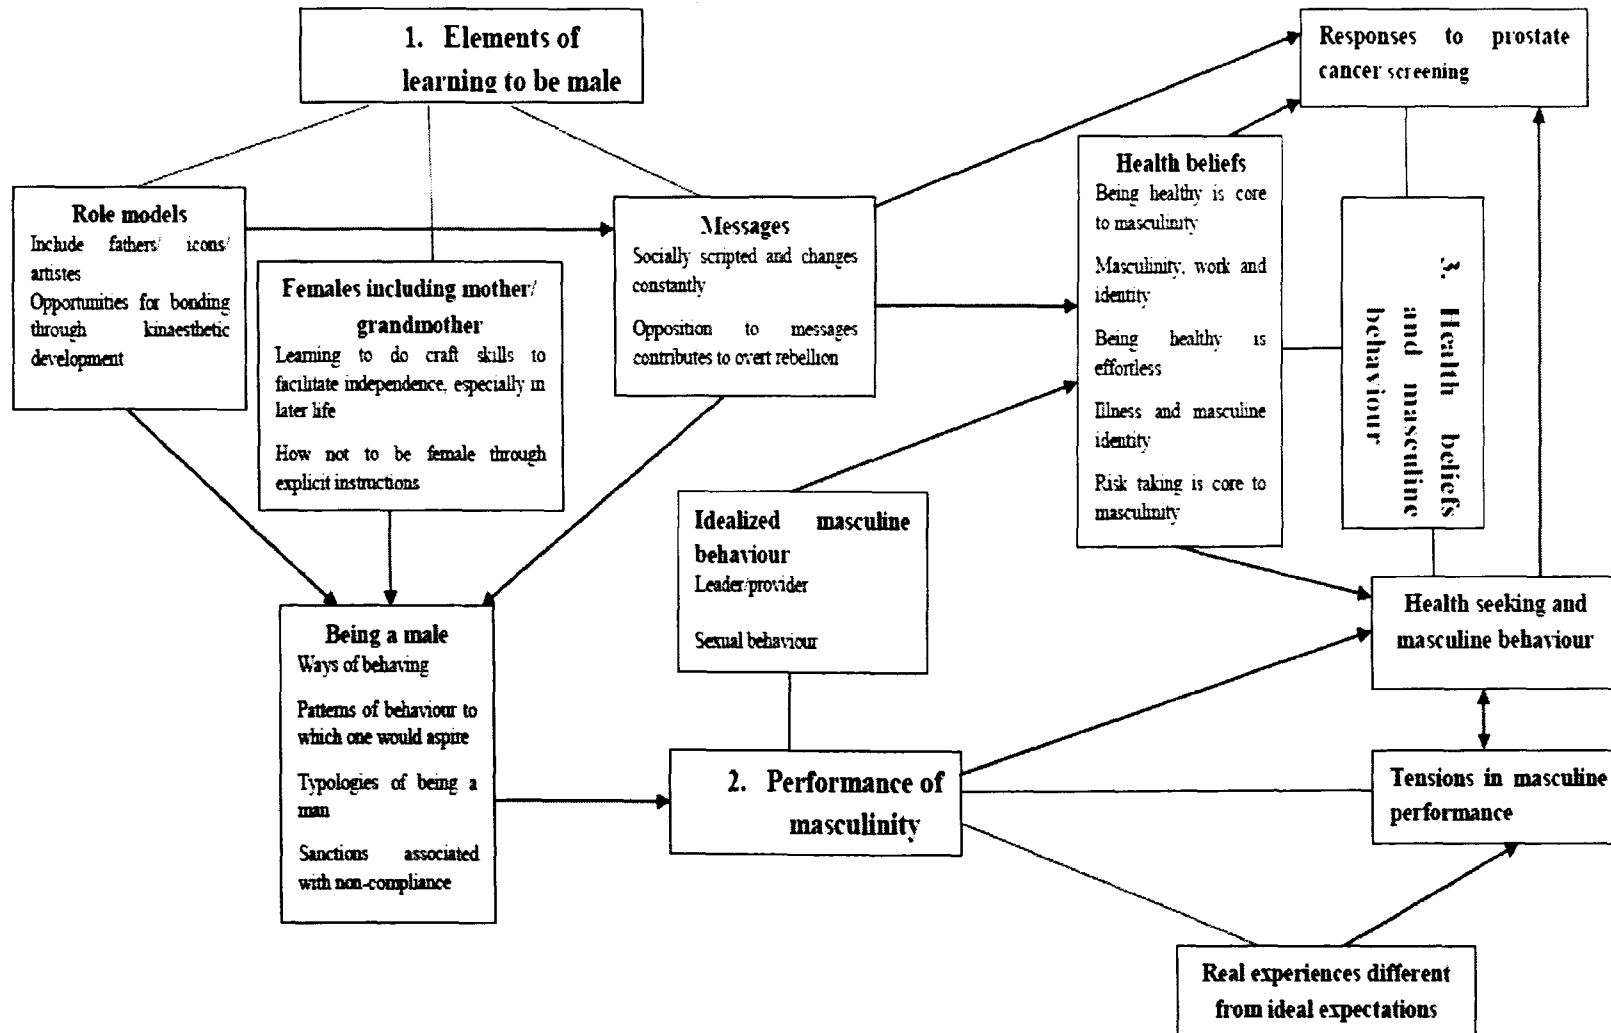 1. Elements of
learning to be male
Role models
Include fathers/ icons/
artistes
Opportunities for bonding
through kinaesthetic
development
Females including mother/
grandmother
Learning to do craft skills to
facilitate independence, especially in
later life
How not to be female through
explicit instructions
Messages
Socially scripted and changes
constantly
Opposition to messages
contributes to overt rebellion
Being a male
Ways of behaving
Patterns of behaviour to
which one would aspire
Typologies of being a
man
Sanctions associated
with non-compliance
Idealized masculine
behaviour
Leader/provider
Sexual behaviour
2. Performance of
masculinity
Responses to prostate
cancer screening
Health beliefs
Being healthy is core
to masculinity
Masculinity, work and
identity
Being healthy is
effortless
Illness and masculine
identity
Risk taking is core to
masculinity
3. Health beliefs
and masculine
behaviour
Health seeking and
masculine behaviour
Tensions in masculine
performance
Real experiences different
from ideal expectations